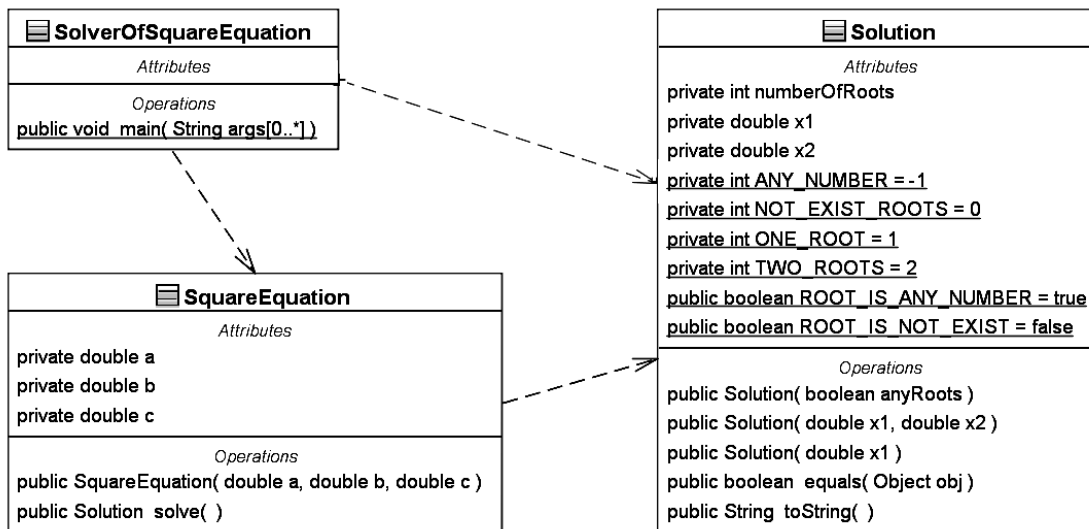 SolverOfSquareEquation
Attributes
Operations
public void main( String args[0..*] )
SquareEquation
Attributes
private double a
private double b
private double c
Operations
public SquareEquation( double a, double b, double c )
public Solution solve( )
Solution
Attributes
private int numberOfRoots
private double x1
private double x2
private int ANY_NUMBER = -1
private int NOT_EXIST_ROOTS = 0
private int ONE_ROOT = 1
private int TWO_ROOTS = 2
public boolean ROOT_IS_ANY_NUMBER = true
public boolean ROOT_IS_NOT_EXIST = false
Operations
public Solution( boolean anyRoots )
public Solution( double x1, double x2 )
public Solution( double x1 )
public boolean equals( Object obj )
public String toString( )